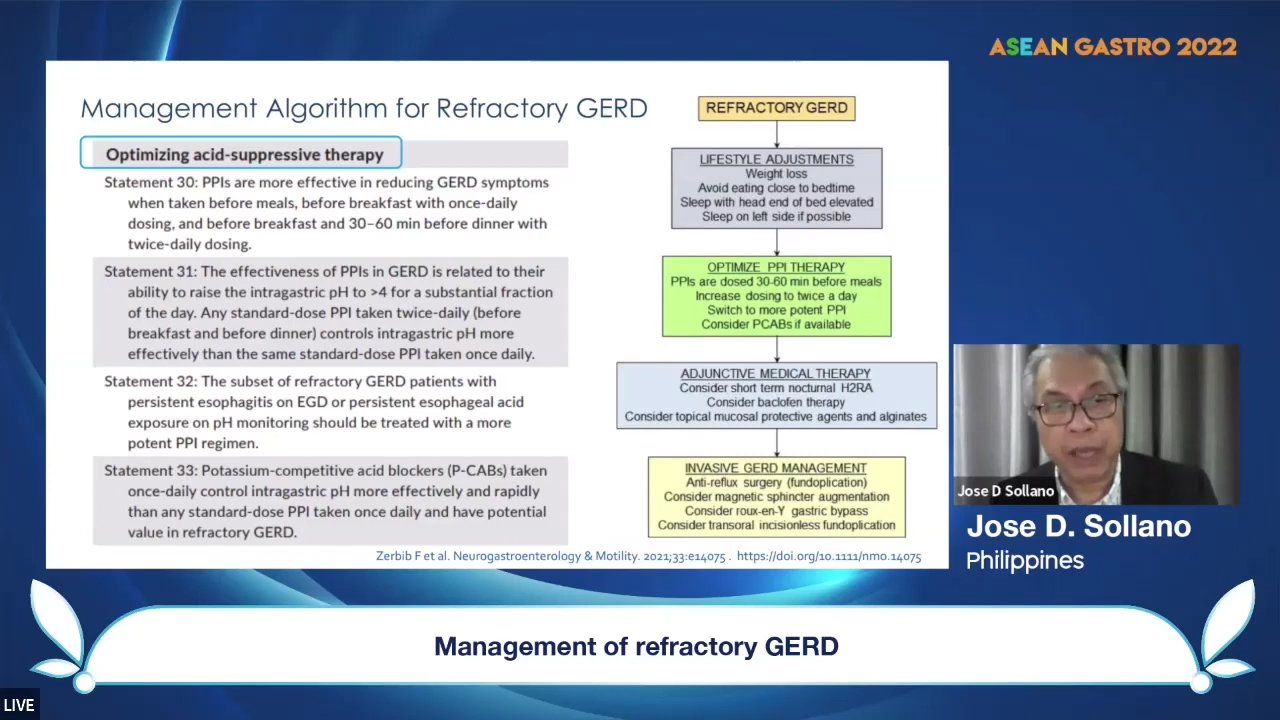 ASEAN GASTRO 2022
Management Algorithm for Refractory GERD
Optimizing acid-suppressive therapy
Statement 30: PPIs are more effective in reducing GERD symptoms
when taken before meals, before breakfast with once-daily
dosing, and before breakfast and 30–60 min before dinner with
twice-daily dosing.
Statement 31: The effectiveness of PPIs in GERD is related to their
ability to raise the intragastric pH to >4 for a substantial fraction
of the day. Any standard-dose PPI taken twice-daily (before
breakfast and before dinner) controls intragastric pH more
effectively than the same standard-dose PPI taken once daily.
Statement 32: The subset of refractory GERD patients with
persistent esophagitis on EGD or persistent esophageal acid
exposure on pH monitoring should be treated with a more
potent PPI regimen.
Statement 33: Potassium-competitive acid blockers (P-CABs) taken
once-daily control intragastric pH more effectively and rapidly
than any standard-dose PPI taken once daily and have potential
value in refractory GERD.
REFRACTORY GERD
LIFESTYLE ADJUSTMENTS
Weight loss
Avoid eating close to bedtime
Sleep with head end of bed elevated
Sleep on left side if possible
OPTIMIZE PPI THERAPY
PPIs are dosed 30-60 min before meals
Increase dosing to twice a day
Switch to more potent PPI
Consider PCABs if available
ADJUNCTIVE MEDICAL THERAPY
Consider short term nocturnal H2RA
Consider baclofen therapy
Consider topical mucosal protective agents and alginates
INVASIVE GERD MANAGEMENT
Anti-reflux surgery (fundoplication)
Consider magnetic sphincter augmentation
Consider roux-en-Y gastric bypass
Consider transoral incisionless fundoplication
Zerbib F et al. Neurogastroenterology & Motility. 2021;33:e14075 . https://doi.org/10.1111/nmo.14075
Jose D Sollano
Jose D. Sollano
Philippines
Management of refractory GERD
LIVE